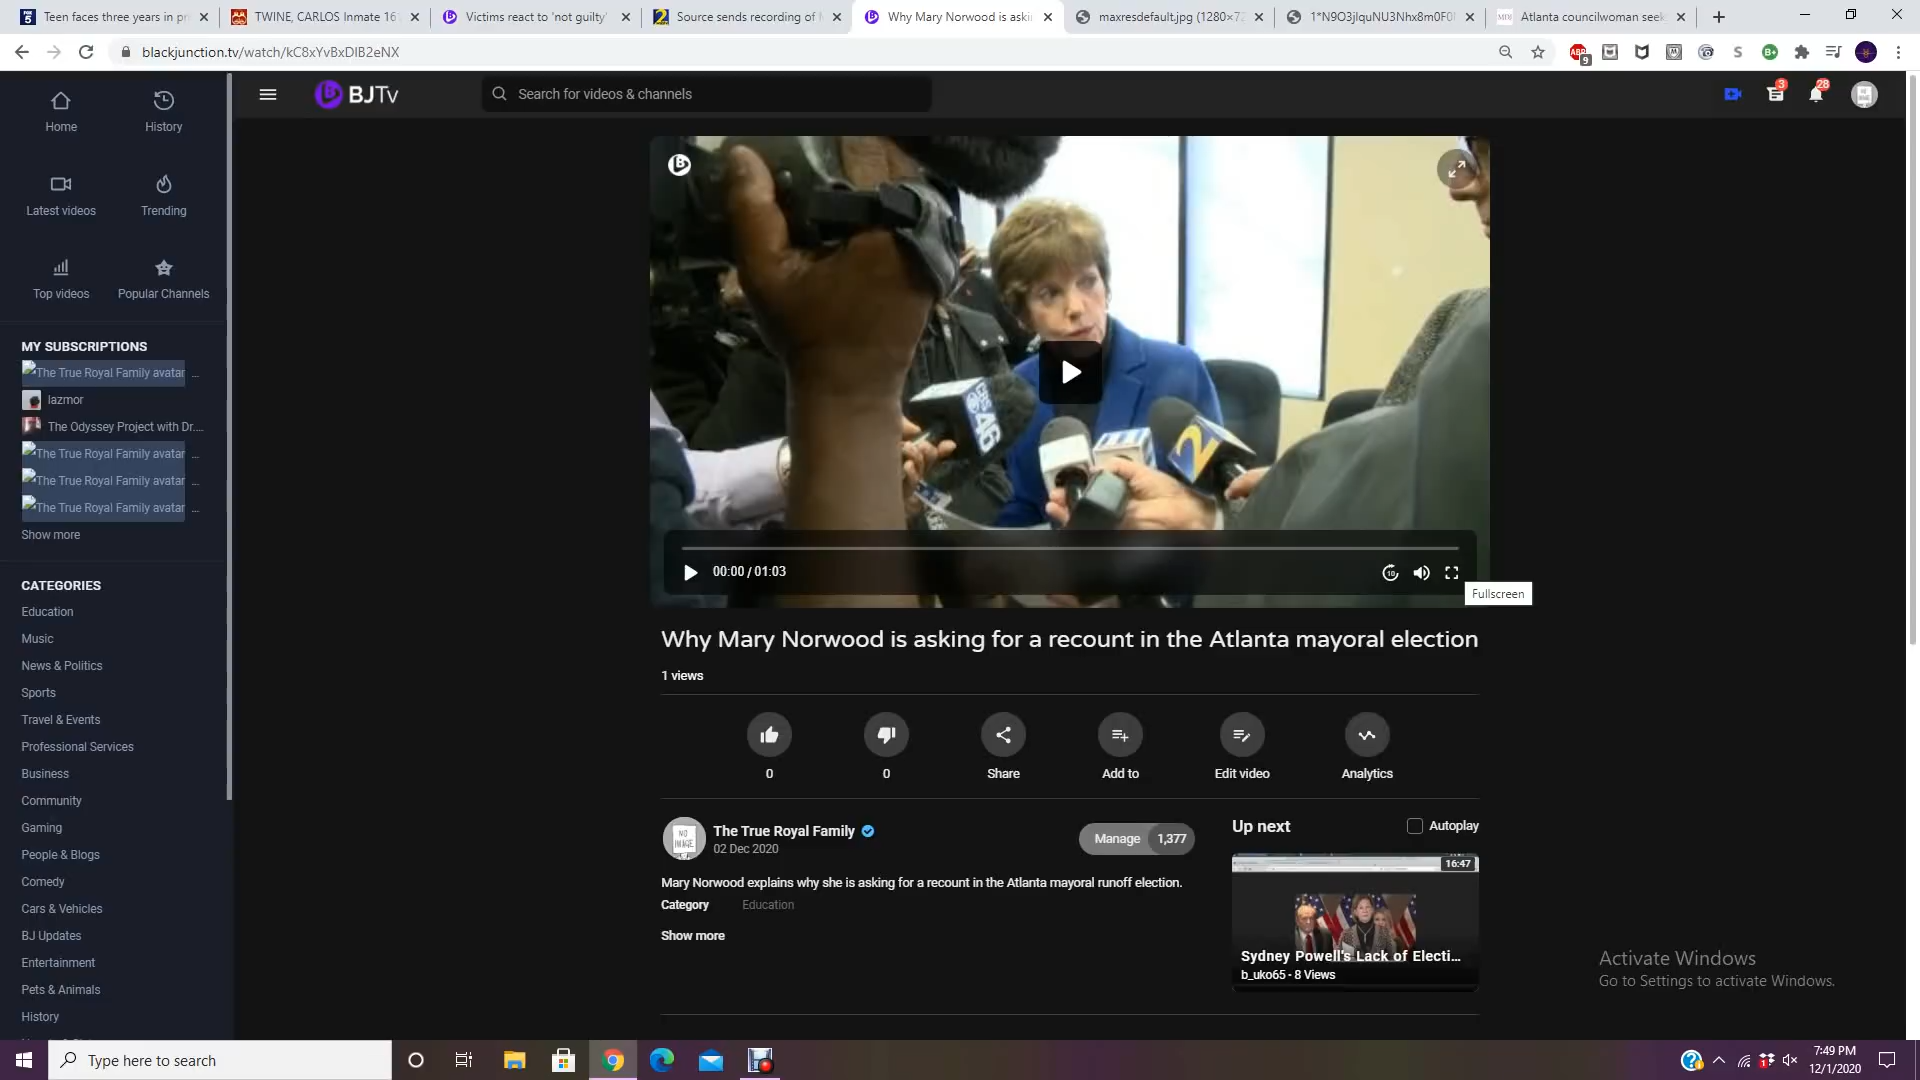 Teen faces three years in pr
TWINE, CARLOS Inmate 16
Victims react to 'not guilty'
Source sends recording of
Why Mary Norwood is aski
maxresdefault.jpg (1280×72
1*N9O3jlquNU3Nhx8m0F0
Atlanta councilwoman seek
blackjunction.tv/watch/kC8xYvBxDIB2eNX
9
Home
History
Latest videos
Trending
Top videos
Popular Channels
MY SUBSCRIPTIONS
The True Royal Family avatar ...
lazmor
The Odyssey Project with Dr....
The True Royal Family avatar ...
The True Royal Family avatar ...
The True Royal Family avatar ...
Show more
CATEGORIES
Education
Music
News & Politics
Sports
Travel & Events
Professional Services
Business
Community
Gaming
People & Blogs
Comedy
Cars & Vehicles
BJ Updates
Entertainment
Pets & Animals
History
BJTv
Search for videos & channels
3
28
CBS 46
2
00:00 / 01:03
10
Fullscreen
Why Mary Norwood is asking for a recount in the Atlanta mayoral election
1 views
0
0
Share
Add to
Edit video
Analytics
NO IMAGE
The True Royal Family
02 Dec 2020
Manage 1,377
Mary Norwood explains why she is asking for a recount in the Atlanta mayoral runoff election.
Category Education
Show more
Up next
Autoplay
16:47
Sydney Powell's Lack of Electi...
b_uko65 - 8 Views
Activate Windows
Go to Settings to activate Windows.
Type here to search
7:49 PM
12/1/2020